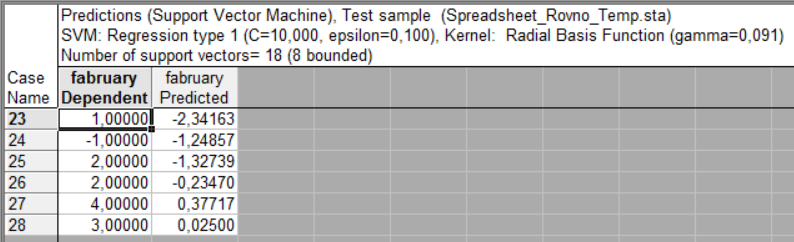 Predictions (Support Vector Machine), Test sample (Spreadsheet_Rovno_Temp.sta)
SVM: Regression type 1 (C=10,000, epsilon=0,100), Kernel: Radial Basis Function (gamma=0,091)
Number of support vectors= 18 (8 bounded)
Case fabruary fabruary
Name Dependent Predicted
23 1,00000 -2,34163
24 -1,00000 -1,24857
25 2,00000 -1,32739
26 2,00000 -0,23470
27 4,00000 0,37717
28 3,00000 0,02500